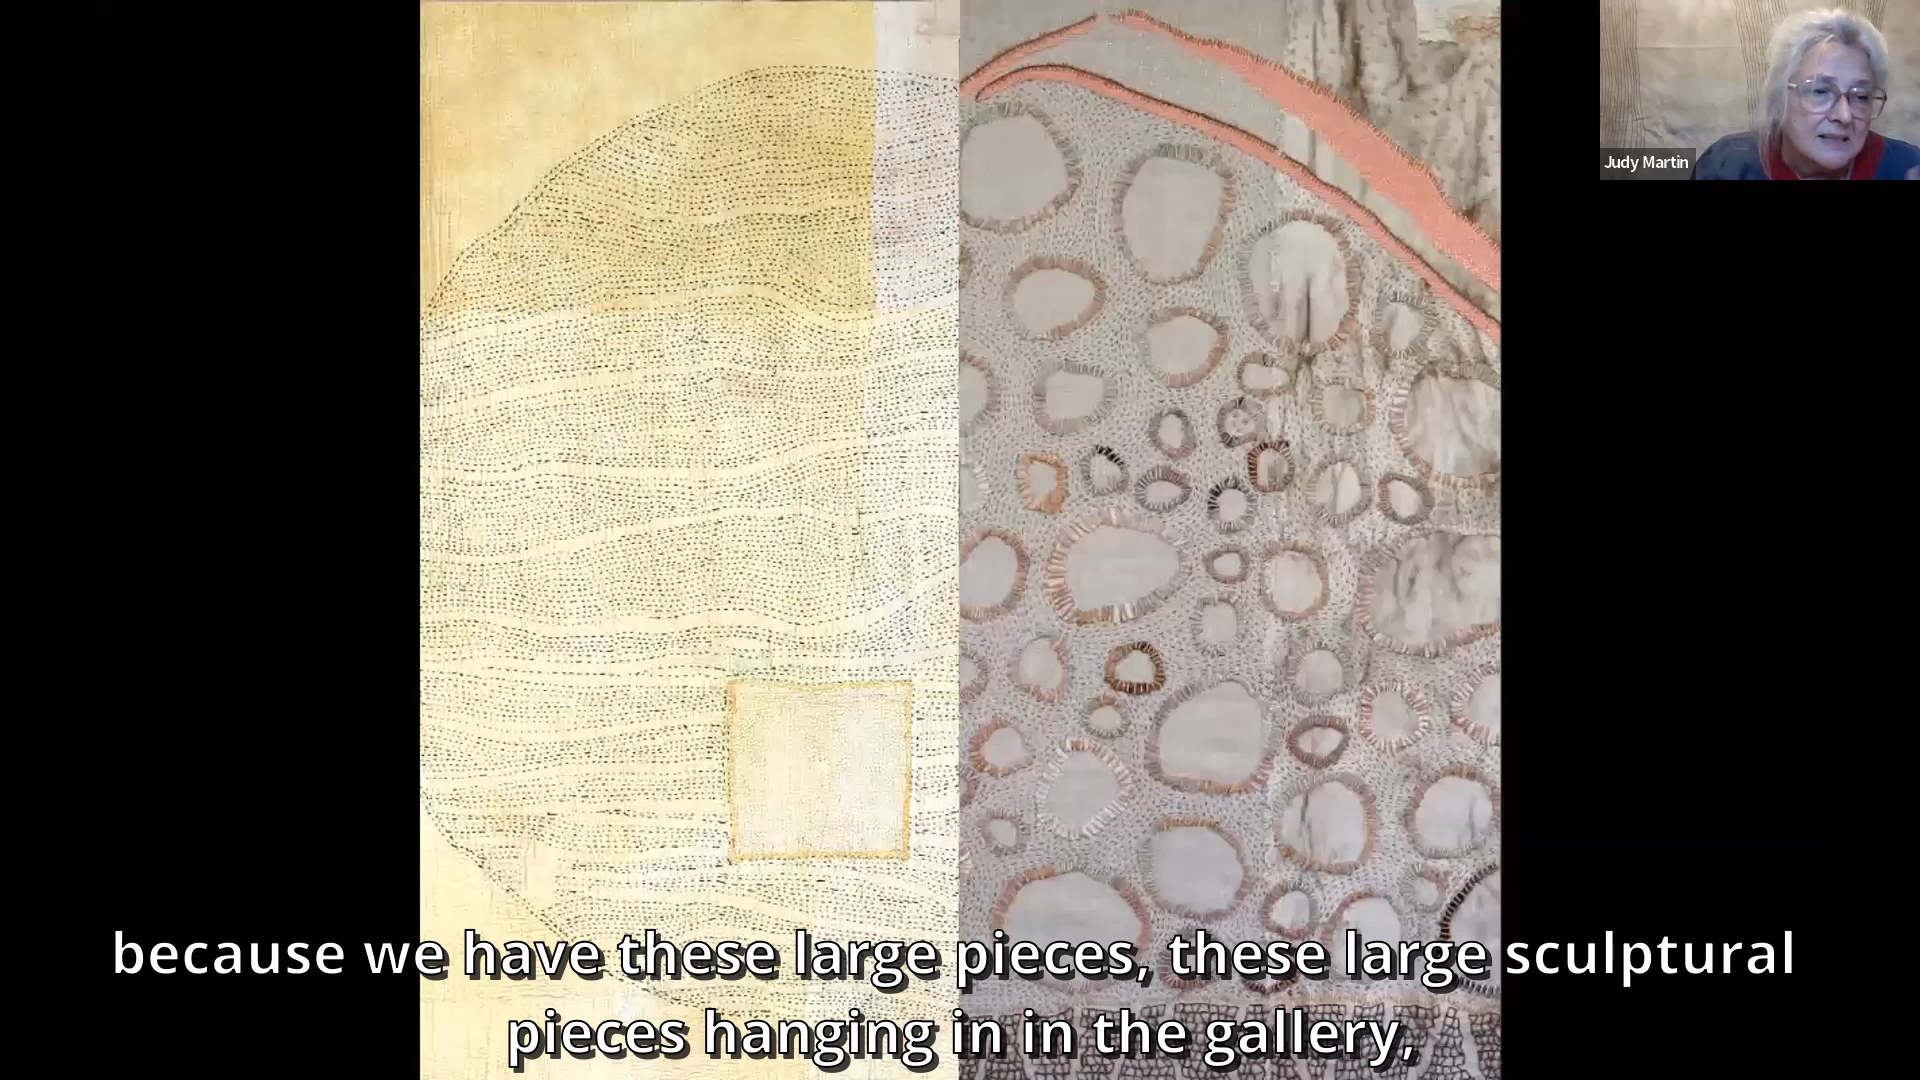 Judy Martin
because we have these large pieces, these large sculptural
pieces hanging in in the gallery,